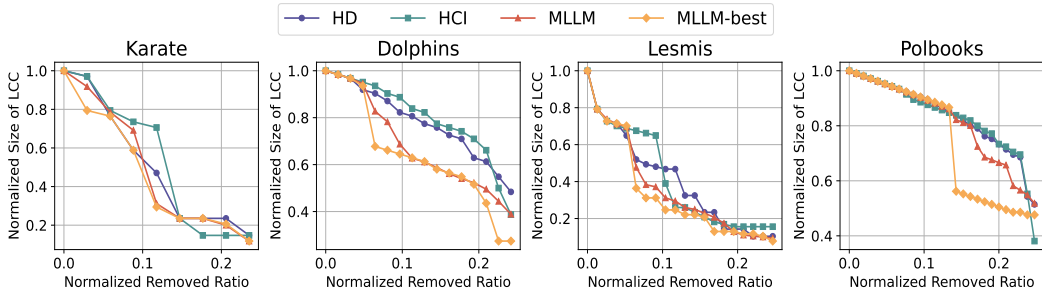 HD HCI MLLM MLLM-best
Karate Dolphins Lesmis Polbooks
Normalized Size of LCC
1.0
0.8
0.6
0.4
0.2
0.0 0.1 0.2
Normalized Removed Ratio
Normalized Size of LCC
1.0
0.8
0.6
0.4
0.0 0.1 0.2
Normalized Removed Ratio
Normalized Size of LCC
1.0
0.8
0.6
0.4
0.2
0.0 0.1 0.2
Normalized Removed Ratio
Normalized Size of LCC
1.0
0.8
0.6
0.4
0.0 0.1 0.2
Normalized Removed Ratio